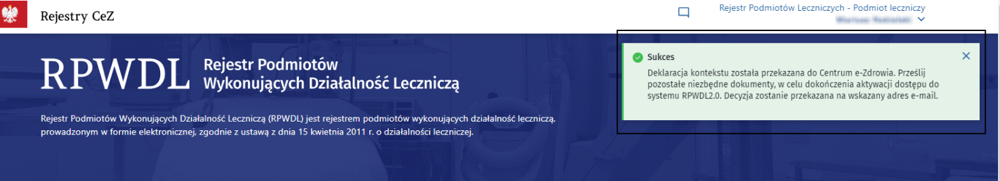 Rejestry CeZ
Rejestr Podmiotów Leczniczych - Podmiot leczniczy
RPWDL
Rejestr Podmiotów
Wykonujących Działalność Leczniczą
Rejestr Podmiotów Wykonujących Działalność Leczniczą (RPWDL) jest rejestrem podmiotów wykonujących działalność leczniczą,
prowadzonym w formie elektronicznej, zgodnie z ustawą z dnia 15 kwietnia 2011 r. o działalności leczniczej.
Sukces
Deklaracja kontekstu została przekazana do Centrum e-Zdrowia. Prześlij
pozostałe niezbędne dokumenty, w celu dokończenia aktywacji dostępu do
systemu RPWDL2.0. Decyzja zostanie przekazana na wskazany adres e-mail.